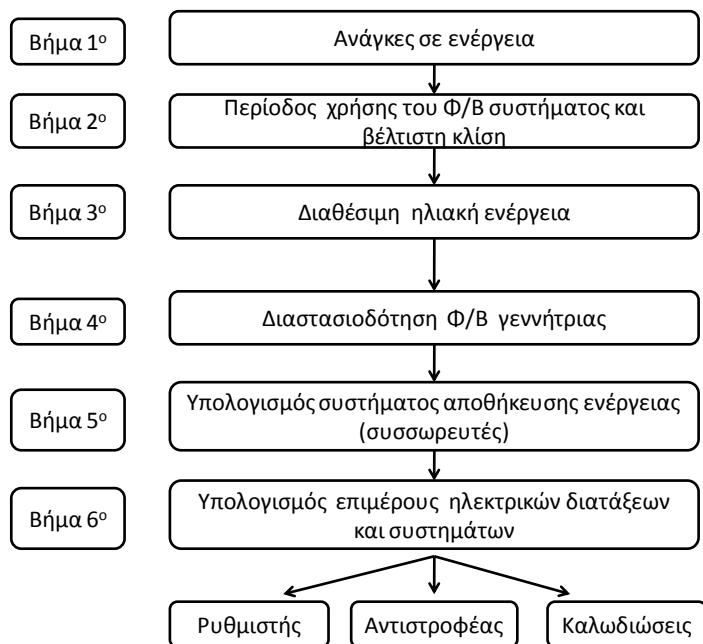 Βήμα 1ο
Ανάγκες σε ενέργεια
Βήμα 2ο
Περίοδος χρήσης του Φ/Β συστήματος και
βέλτιστη κλίση
Βήμα 3ο
Διαθέσιμη ηλιακή ενέργεια
Βήμα 4ο
Διαστασιοδότηση Φ/Β γεννήτριας
Βήμα 5ο
Υπολογισμός συστήματος αποθήκευσης ενέργειας
(συσσωρευτές)
Βήμα 6ο
Υπολογισμός επιμέρους ηλεκτρικών διατάξεων
και συστημάτων
Ρυθμιστής
Αντιστροφέας
Καλωδιώσεις